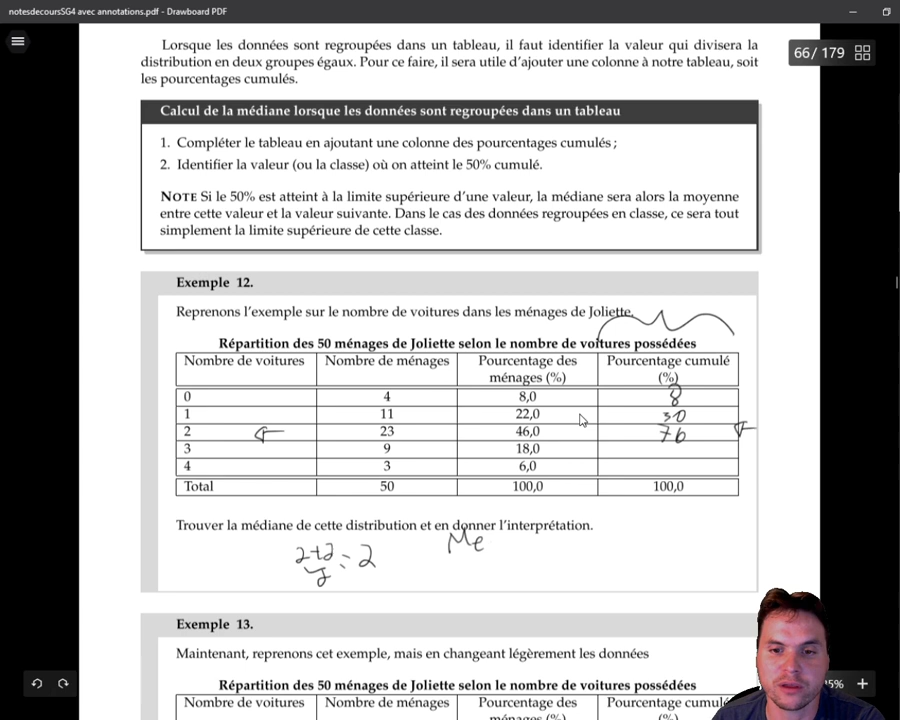 notesdecoursSG4 avec annotations.pdf - Drawboard PDF
66 / 179
Lorsque les données sont regroupées dans un tableau, il faut identifier la valeur qui divisera la
distribution en deux groupes égaux. Pour ce faire, il sera utile d'ajouter une colonne à notre tableau, soit
les pourcentages cumulés.
Calcul de la médiane lorsque les données sont regroupées dans un tableau
1. Compléter le tableau en ajoutant une colonne des pourcentages cumulés ;
2. Identifier la valeur (ou la classe) où on atteint le 50% cumulé.
NOTE Si le 50% est atteint à la limite supérieure d'une valeur, la médiane sera alors la moyenne
entre cette valeur et la valeur suivante. Dans le cas des données regroupées en classe, ce sera tout
simplement la limite supérieure de cette classe.
Exemple 12.
Reprenons l'exemple sur le nombre de voitures dans les ménages de Joliette.
Répartition des 50 ménages de Joliette selon le nombre de voitures possédées
Nombre de voitures Nombre de ménages Pourcentage des ménages (%) Pourcentage cumulé (%)
0 4 8,0 8
1 11 22,0 30
2 23 46,0 76
3 9 18,0
4 3 6,0
Total 50 100,0 100,0
Trouver la médiane de cette distribution et en donner l'interprétation.
Me
2+2
2 = 2
Exemple 13.
Maintenant, reprenons cet exemple, mais en changeant légèrement les données
Répartition des 50 ménages de Joliette selon le nombre de voitures possédées
Nombre de voitures Nombre de ménages Pourcentage des Pourcentage cumulé
5%